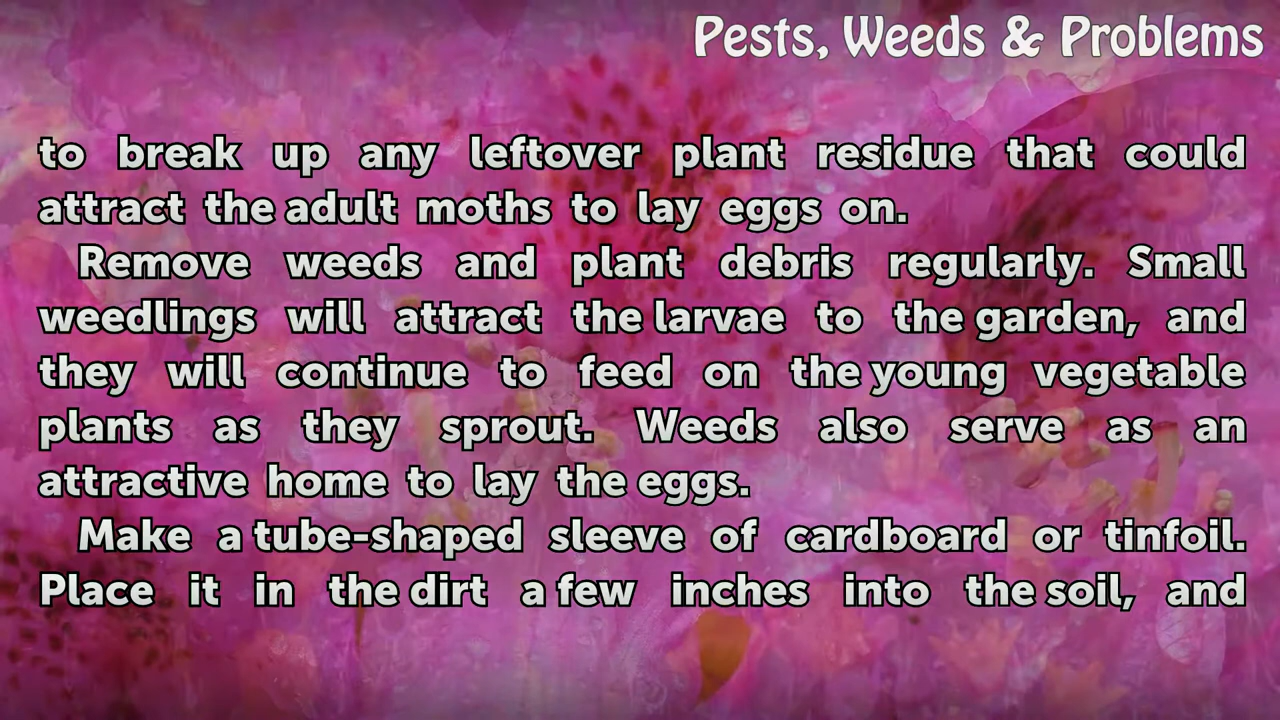 Pests, Weeds & Problems
to break up any leftover plant residue that could
attract the adult moths to lay eggs on.
Remove weeds and plant debris regularly. Small
weedlings will attract the larvae to the garden, and
they will continue to feed on the young vegetable
plants as they sprout. Weeds also serve as an
attractive home to lay the eggs.
Make a tube-shaped sleeve of cardboard or tinfoil.
Place it in the dirt a few inches into the soil, and